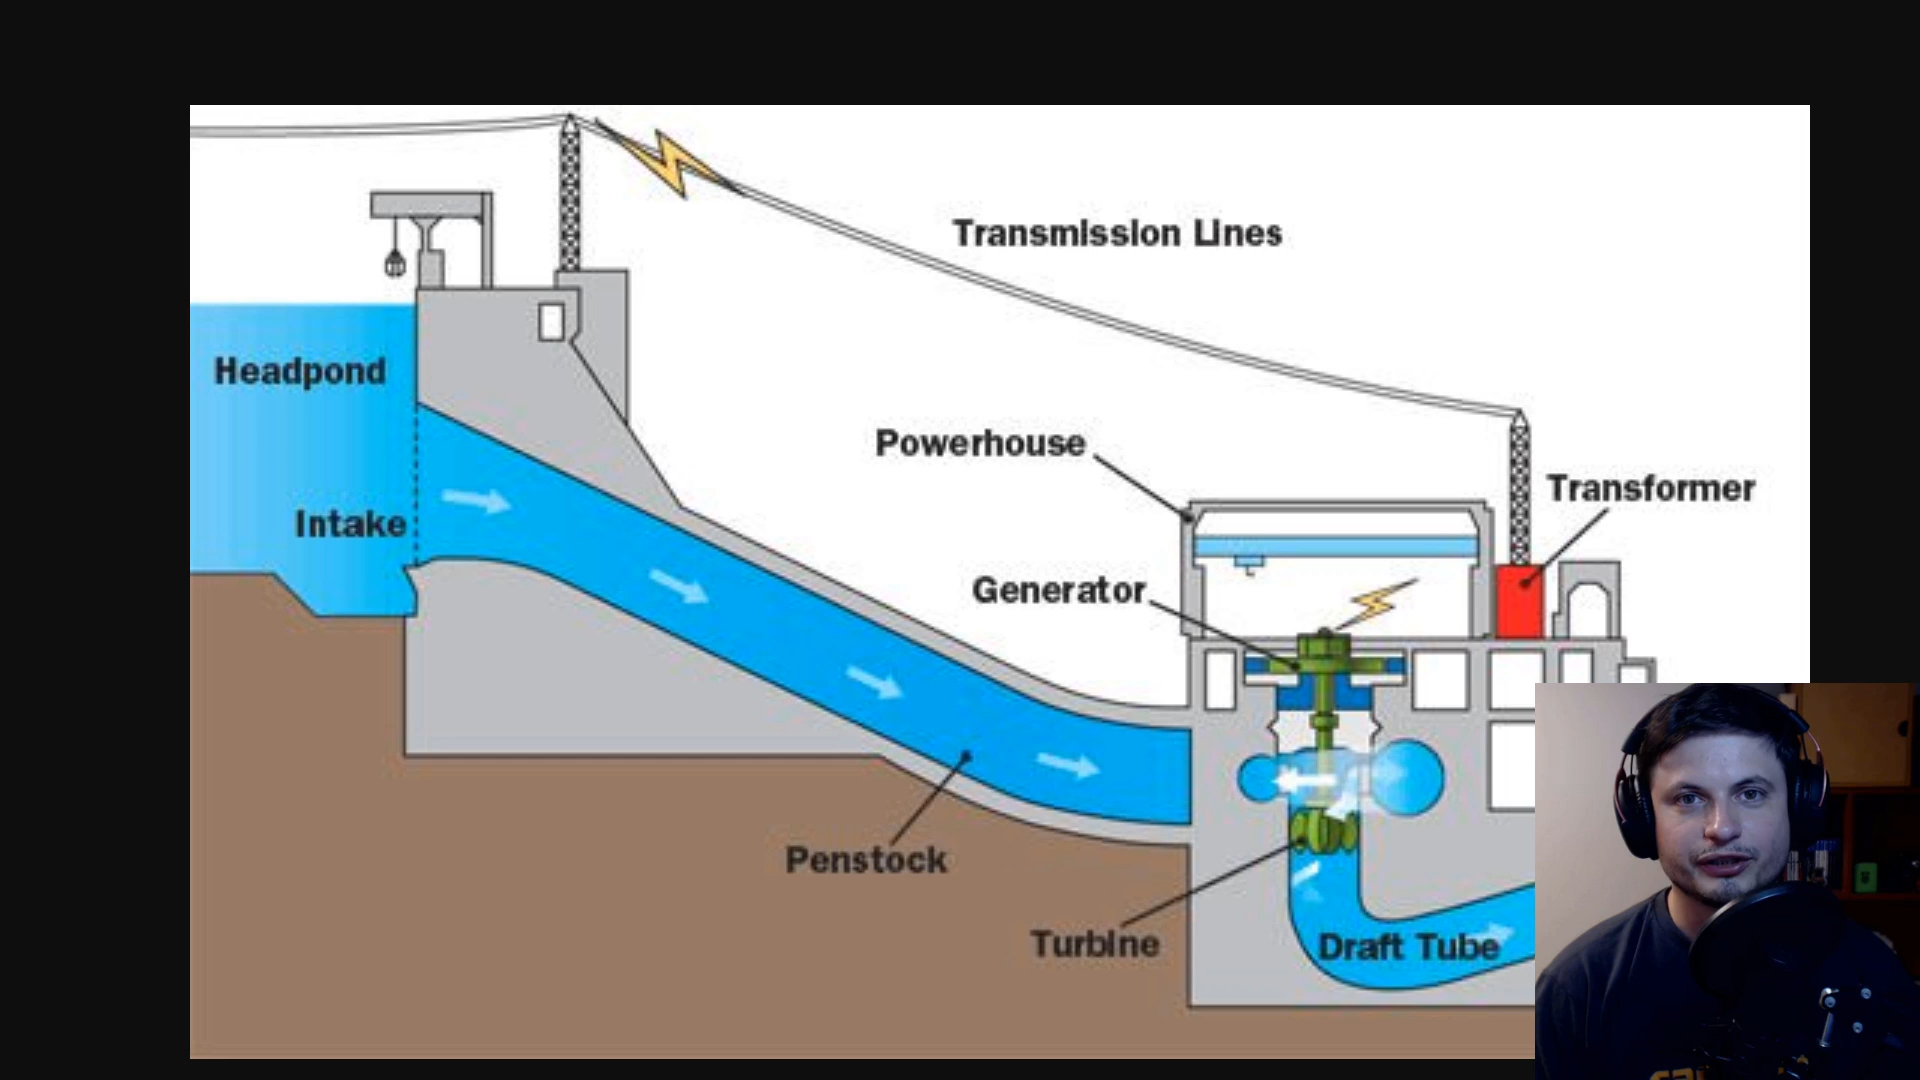 Transmission Lines
Headpond
Powerhouse
Transformer
Intake
Generator
Penstock
Turbine
Draft Tube